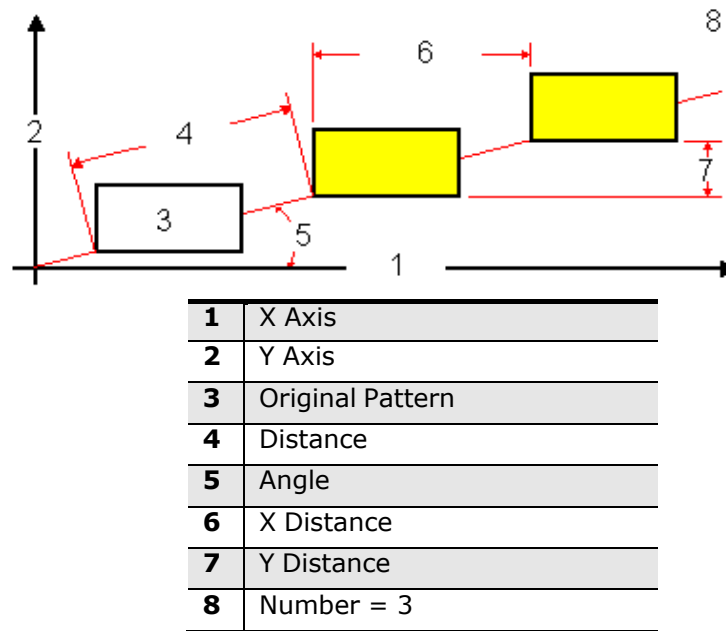 8
6
2
4
7
3
5
1
1 X Axis
2 Y Axis
3 Original Pattern
4 Distance
5 Angle
6 X Distance
7 Y Distance
8 Number = 3